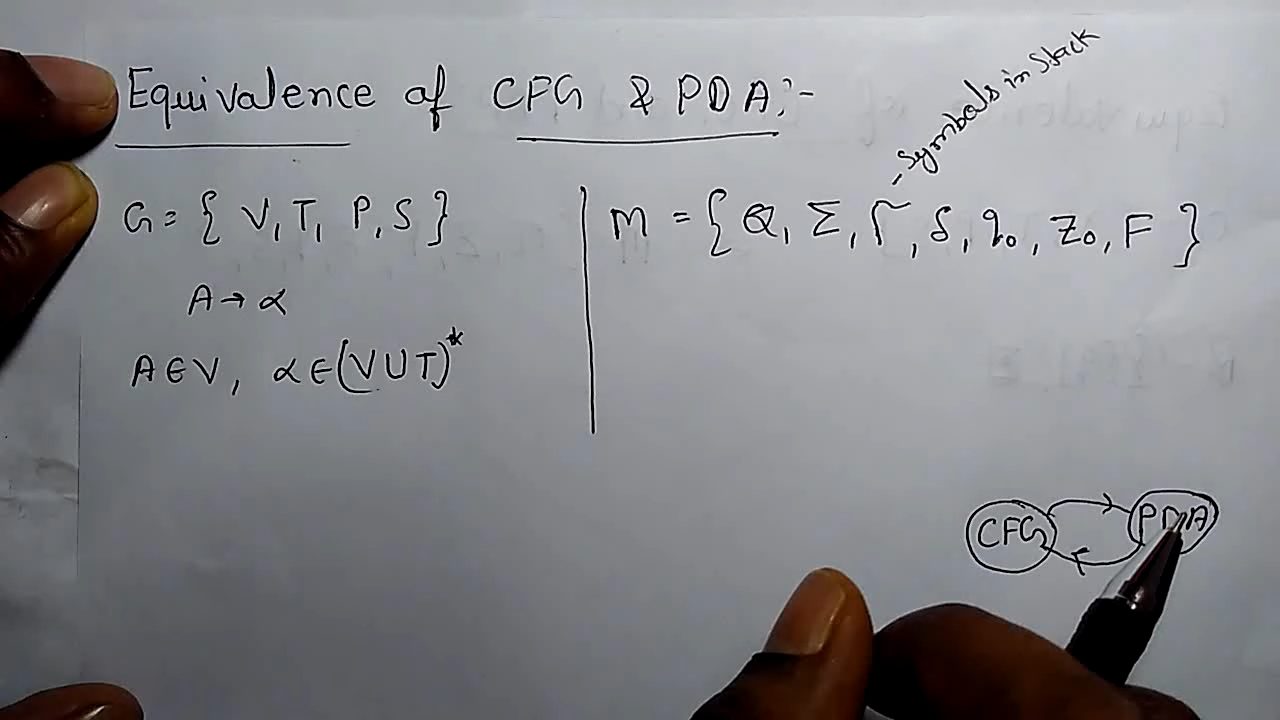 Equivalence of CFG & PDA:-
G = { V, T, P, S }
A → α
A ∈ V, α ∈ (V ∪ T)*
- Symbols in Stack
M = { Q, Σ, Γ, δ, q₀, Z₀, F }
CFG
PDA